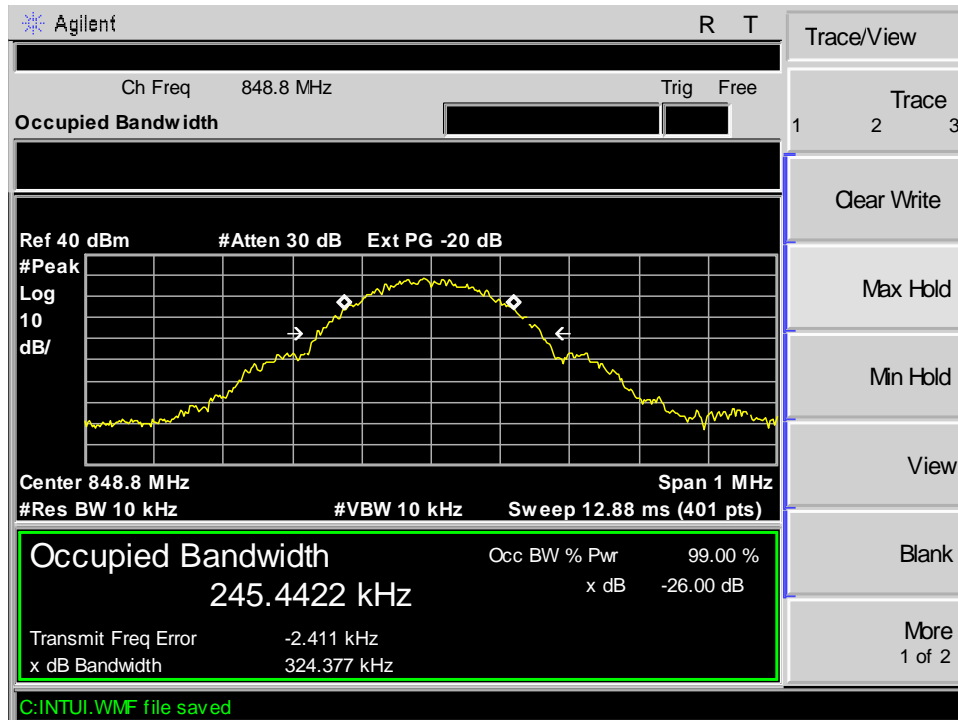 Agilent R T
Ch Freq 848.8 MHz Trig Free
Occupied Bandwidth
Ref 40 dBm #Atten 30 dB Ext PG -20 dB
#Peak
Log
10
dB/
Center 848.8 MHz Span 1 MHz
#Res BW 10 kHz #VBW 10 kHz Sweep 12.88 ms (401 pts)
Occupied Bandwidth Occ BW % Pwr 99.00 %
245.4422 kHz x dB -26.00 dB
Transmit Freq Error -2.411 kHz
x dB Bandwidth 324.377 kHz
C:INTUI.WMF file saved
Trace/View
Trace
1 2 3
Clear Write
Max Hold
Min Hold
View
Blank
More
1 of 2